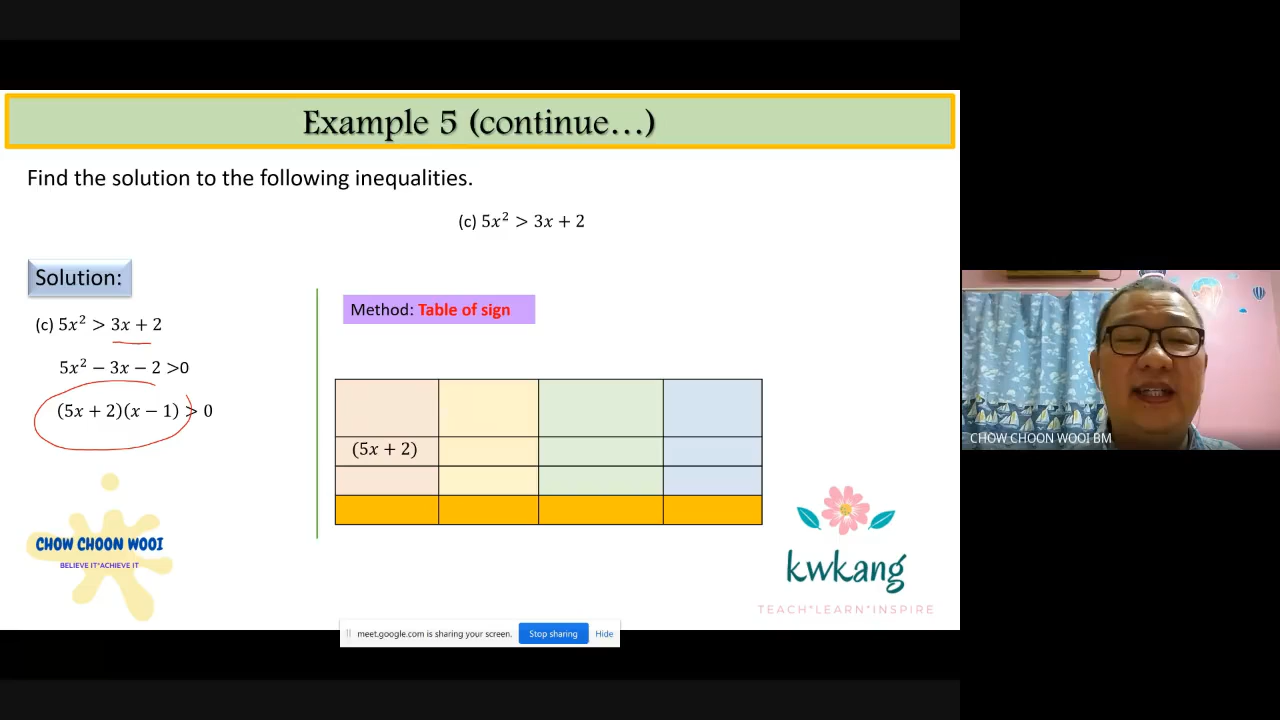 Example 5 (continue...)
Find the solution to the following inequalities.
(c) 5x² > 3x + 2
Solution:
(c) 5x² > 3x + 2
5x² − 3x − 2 >0
(5x + 2)(x − 1) > 0
Method: Table of sign
(5x + 2)
CHOW CHOON WOOI
BELIEVE IT*ACHIEVE IT
kwkang
TEACH*LEARN*INSPIRE
CHOW CHOON WOOI BM
meet.google.com is sharing your screen. Stop sharing Hide